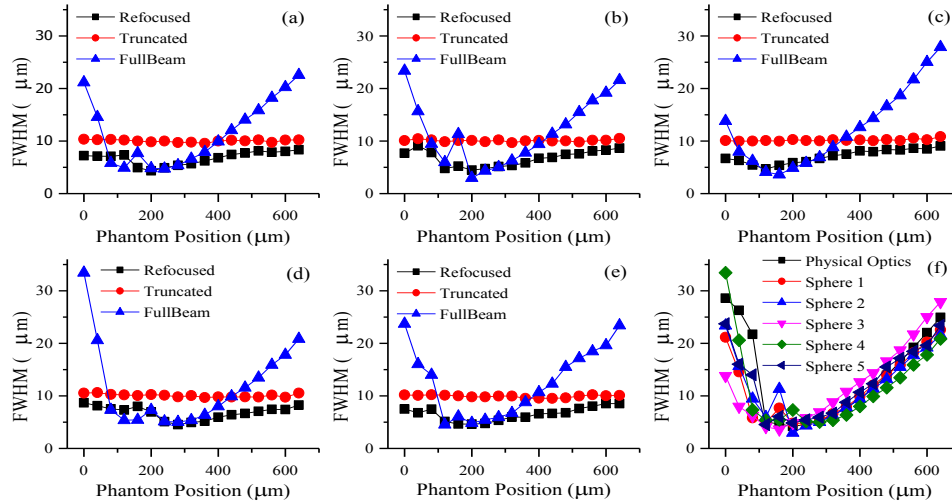 (a)
Refocused
Truncated
FullBeam
FWHM ( μm)
30
20
10
0
0 200 400 600
Phantom Position (μm)
(b)
Refocused
Truncated
FullBeam
FWHM ( μm)
30
20
10
0
0 200 400 600
Phantom Position (μm)
(c)
Refocused
Truncated
FullBeam
FWHM ( μm)
30
20
10
0
0 200 400 600
Phantom Position (μm)
(d)
Refocused
Truncated
FullBeam
FWHM ( μm)
30
20
10
0
0 200 400 600
Phantom Position (μm)
(e)
Refocused
Truncated
FullBeam
FWHM ( μm)
30
20
10
0
0 200 400 600
Phantom Position (μm)
(f)
Physical Optics
Sphere 1
Sphere 2
Sphere 3
Sphere 4
Sphere 5
FWHM ( μm)
30
20
10
0
0 200 400 600
Phantom Position (μm)